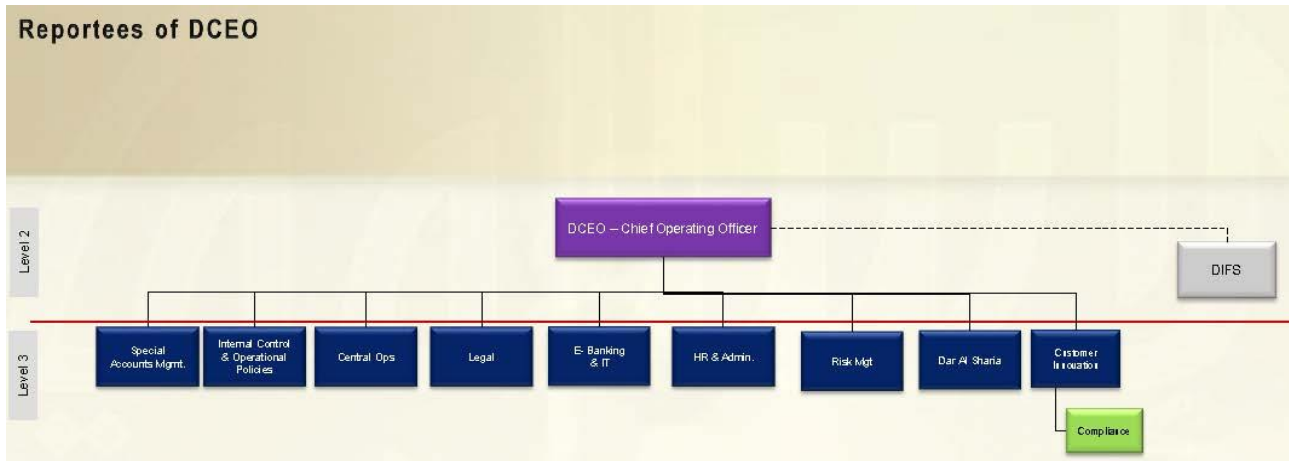 Reportees of DCEO
Level 2
DCEO – Chief Operating Officer
DIFS
Level 3
Special
Accounts Mgmt.
Internal Control
& Operational
Policies
Central Ops
Legal
E- Banking
& IT
HR & Admin.
Risk Mgt
Dar Al Sharia
Customer
Innovation
Compliance